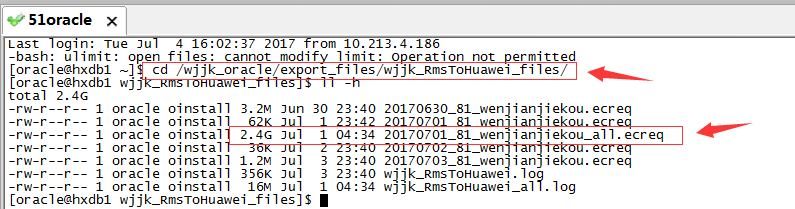 51oracle
Last login: Tue Jul  4 16:02:37 2017 from 10.213.4.186
-bash: ulimit: open files: cannot modify limit: Operation not permitted
[oracle@hxdb1 ~]$ cd /wjjk_oracle/export_files/wjjk_RmsToHuawei_files/
[oracle@hxdb1 wjjk_RmsToHuawei_files]$ ll -h
total 2.4G
-rw-r--r-- 1 oracle oinstall 3.2M Jun 30 23:40 20170630_81_wenjianjiekou.ecreq
-rw-r--r-- 1 oracle oinstall  62K Jul  1 23:42 20170701_81_wenjianjiekou.ecreq
-rw-r--r-- 1 oracle oinstall 2.4G Jul  1 04:34 20170701_81_wenjianjiekou_all.ecreq
-rw-r--r-- 1 oracle oinstall  36K Jul  2 23:40 20170702_81_wenjianjiekou.ecreq
-rw-r--r-- 1 oracle oinstall 1.2M Jul  3 23:40 20170703_81_wenjianjiekou.ecreq
-rw-r--r-- 1 oracle oinstall 356K Jul  3 23:40 wjjk_RmsToHuawei.log
-rw-r--r-- 1 oracle oinstall  16M Jul  1 04:34 wjjk_RmsToHuawei_all.log
[oracle@hxdb1 wjjk_RmsToHuawei_files]$